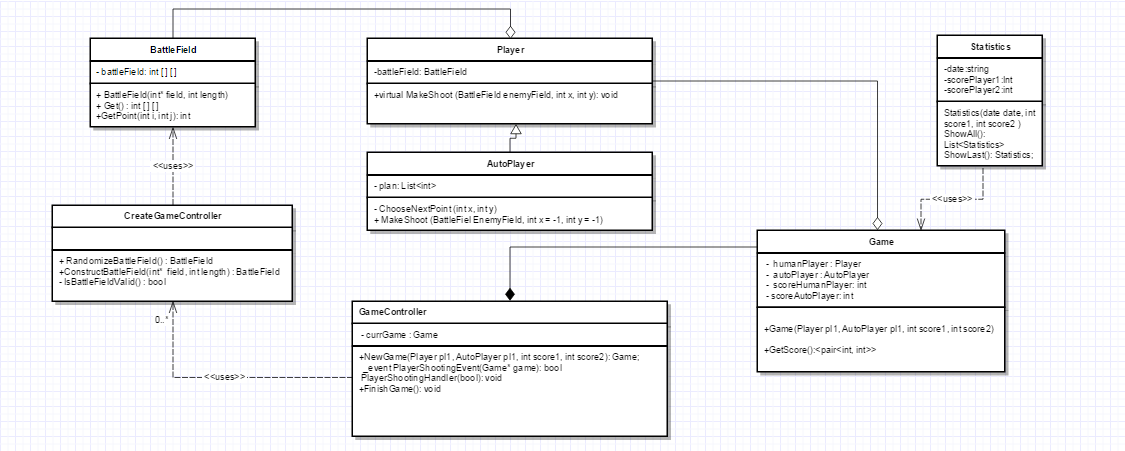 BattleField
- battleField: int [ ] [ ]
+ BattleField(int* field, int length)
+ Get() : int [ ] [ ]
+GetPoint(int i, int j): int
Player
-battleField: BattleField
+virtual MakeShoot (BattleField enemyField, int x, int y): void
Statistics
-date:string
-scorePlayer1:Int
-scorePlayer2:int
Statistics(date date, int
score1, int score2 )
ShowAll():
List<Statistics>
ShowLast(): Statistics;
<<uses>>
AutoPlayer
- plan: List<int>
- ChooseNextPoint(int x, int y)
+ MakeShoot (BattleFiel EnemyField, int x = -1, int y = -1)
<<uses>>
CreateGameController
+ RandomizeBattleField() : BattleField
+ConstructBattleField(int* field, int length) : BattleField
- IsBattleFieldValid() : bool
Game
- humanPlayer : Player
- autoPlayer : AutoPlayer
- scoreHumanPlayer: int
- scoreAutoPlayer: int
+Game(Player pl1, AutoPlayer pl1, int score1, int score2)
+GetScore():<pair<int, int>>
0..*
<<uses>>
GameController
- currGame : Game
+NewGame(Player pl1, AutoPlayer pl1, int score1, int score2): Game;
_event PlayerShootingEvent(Game* game): bool
PlayerShootingHandler(bool): void
+FinishGame(): void